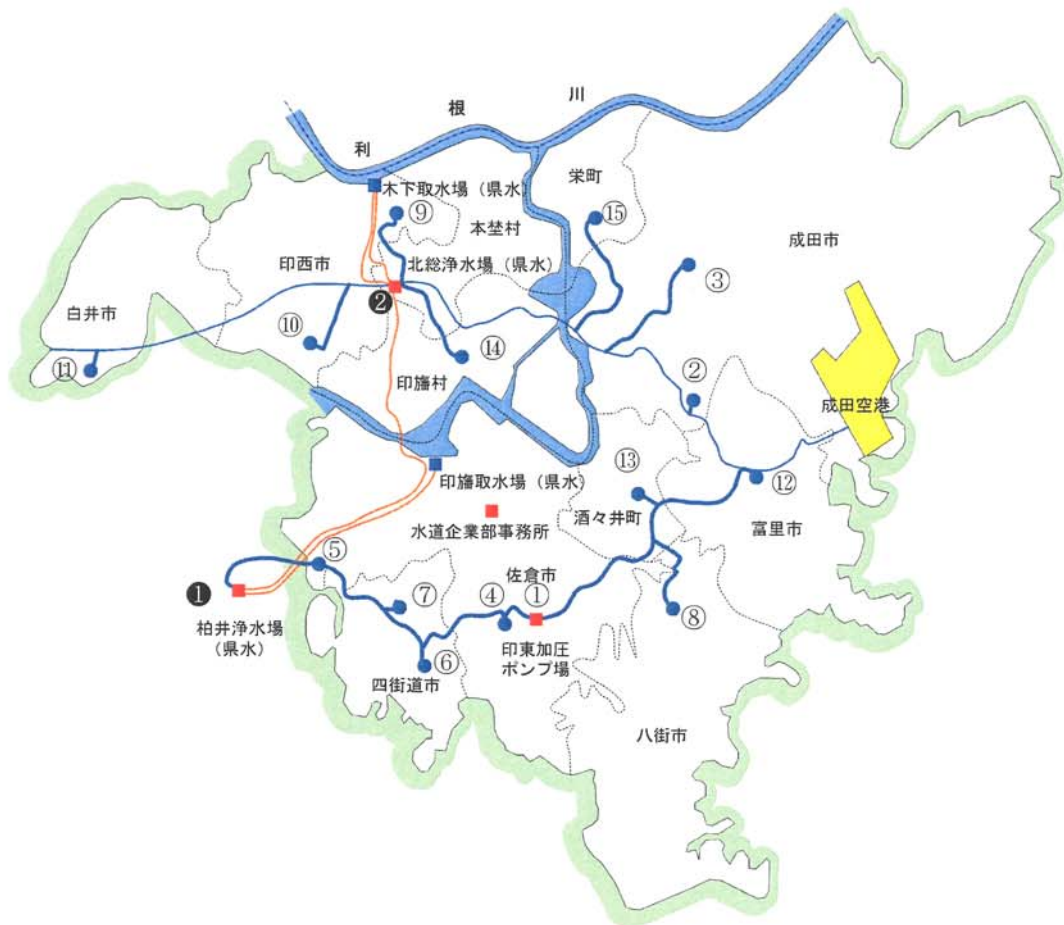 利
根
川
栄町
木下取水場（県水）
⑨
⑮
本埜村
成田市
印西市
北総浄水場（県水）
③
❷
白井市
⑩
⑭
⑪
印旛村
②
成田空港
⑬
⑫
印旛取水場（県水）
水道企業部事務所
酒々井町
富里市
⑤
佐倉市
❶
⑦
④
①
⑧
柏井浄水場
（県水）
⑥
印東加圧
ポンプ場
四街道市
八街市